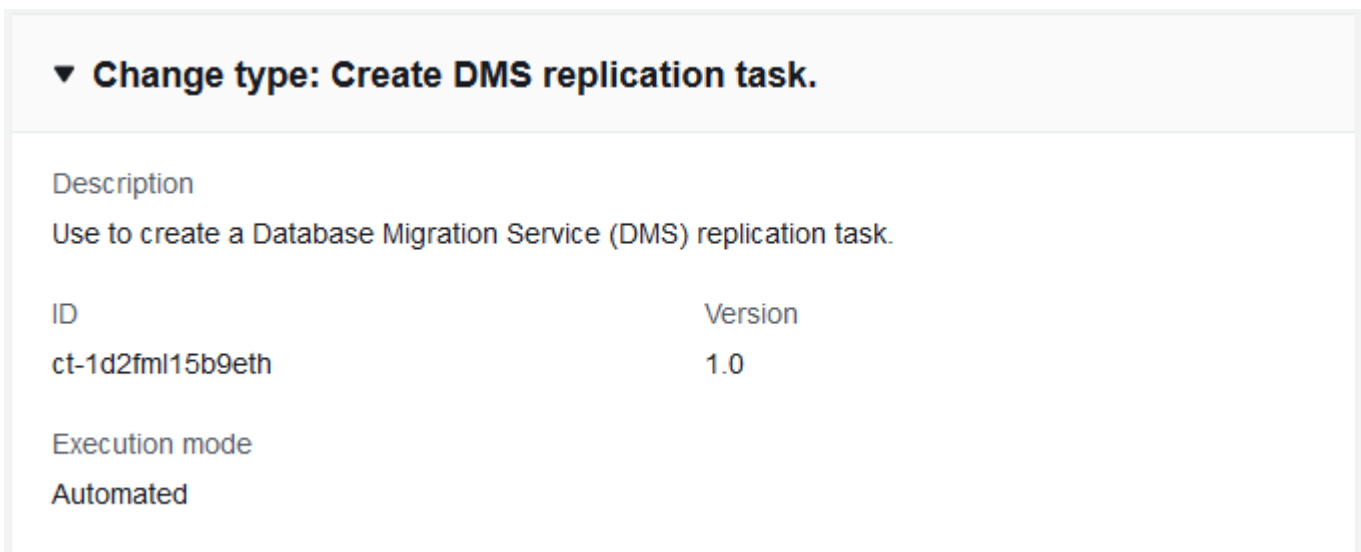 ▼ Change type: Create DMS replication task.
Description
Use to create a Database Migration Service (DMS) replication task.
ID
Version
ct-1d2fml15b9eth
1.0
Execution mode
Automated